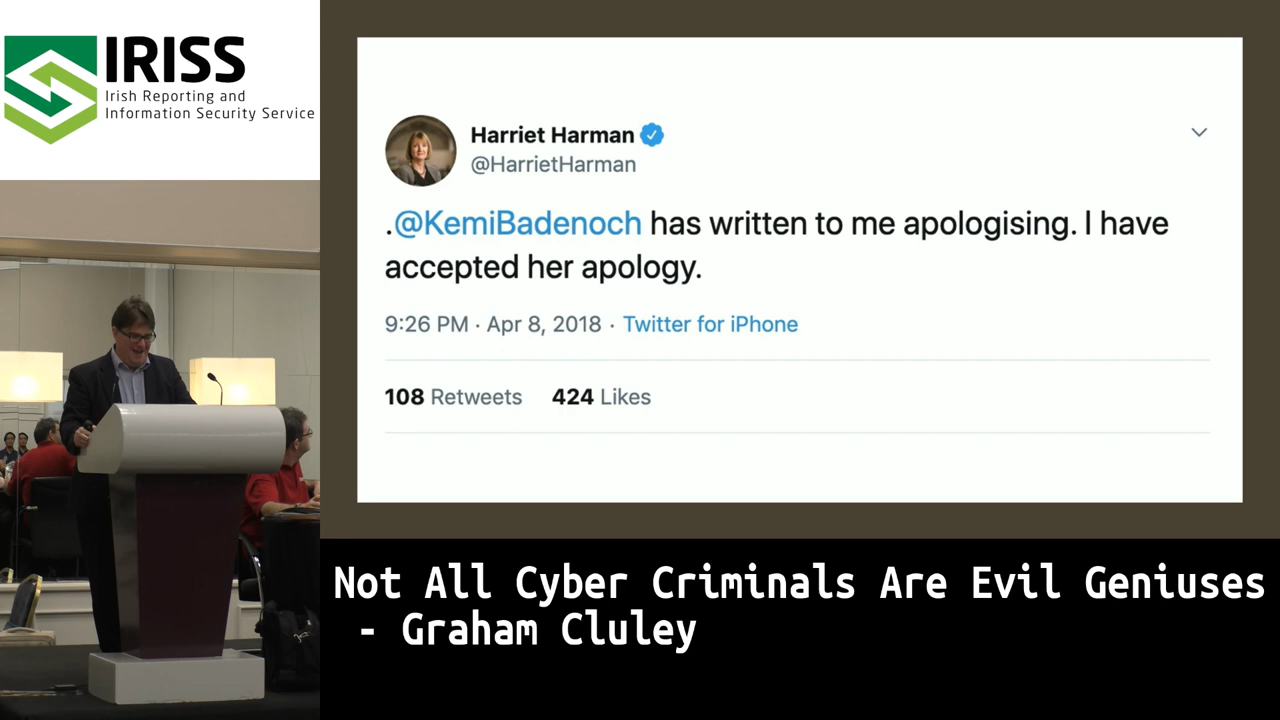 IRISS
Irish Reporting and
Information Security Service
Harriet Harman
@HarrietHarman
.@KemiBadenoch has written to me apologising. I have
accepted her apology.
9:26 PM · Apr 8, 2018 · Twitter for iPhone
108 Retweets 424 Likes
Not All Cyber Criminals Are Evil Geniuses
- Graham Cluley